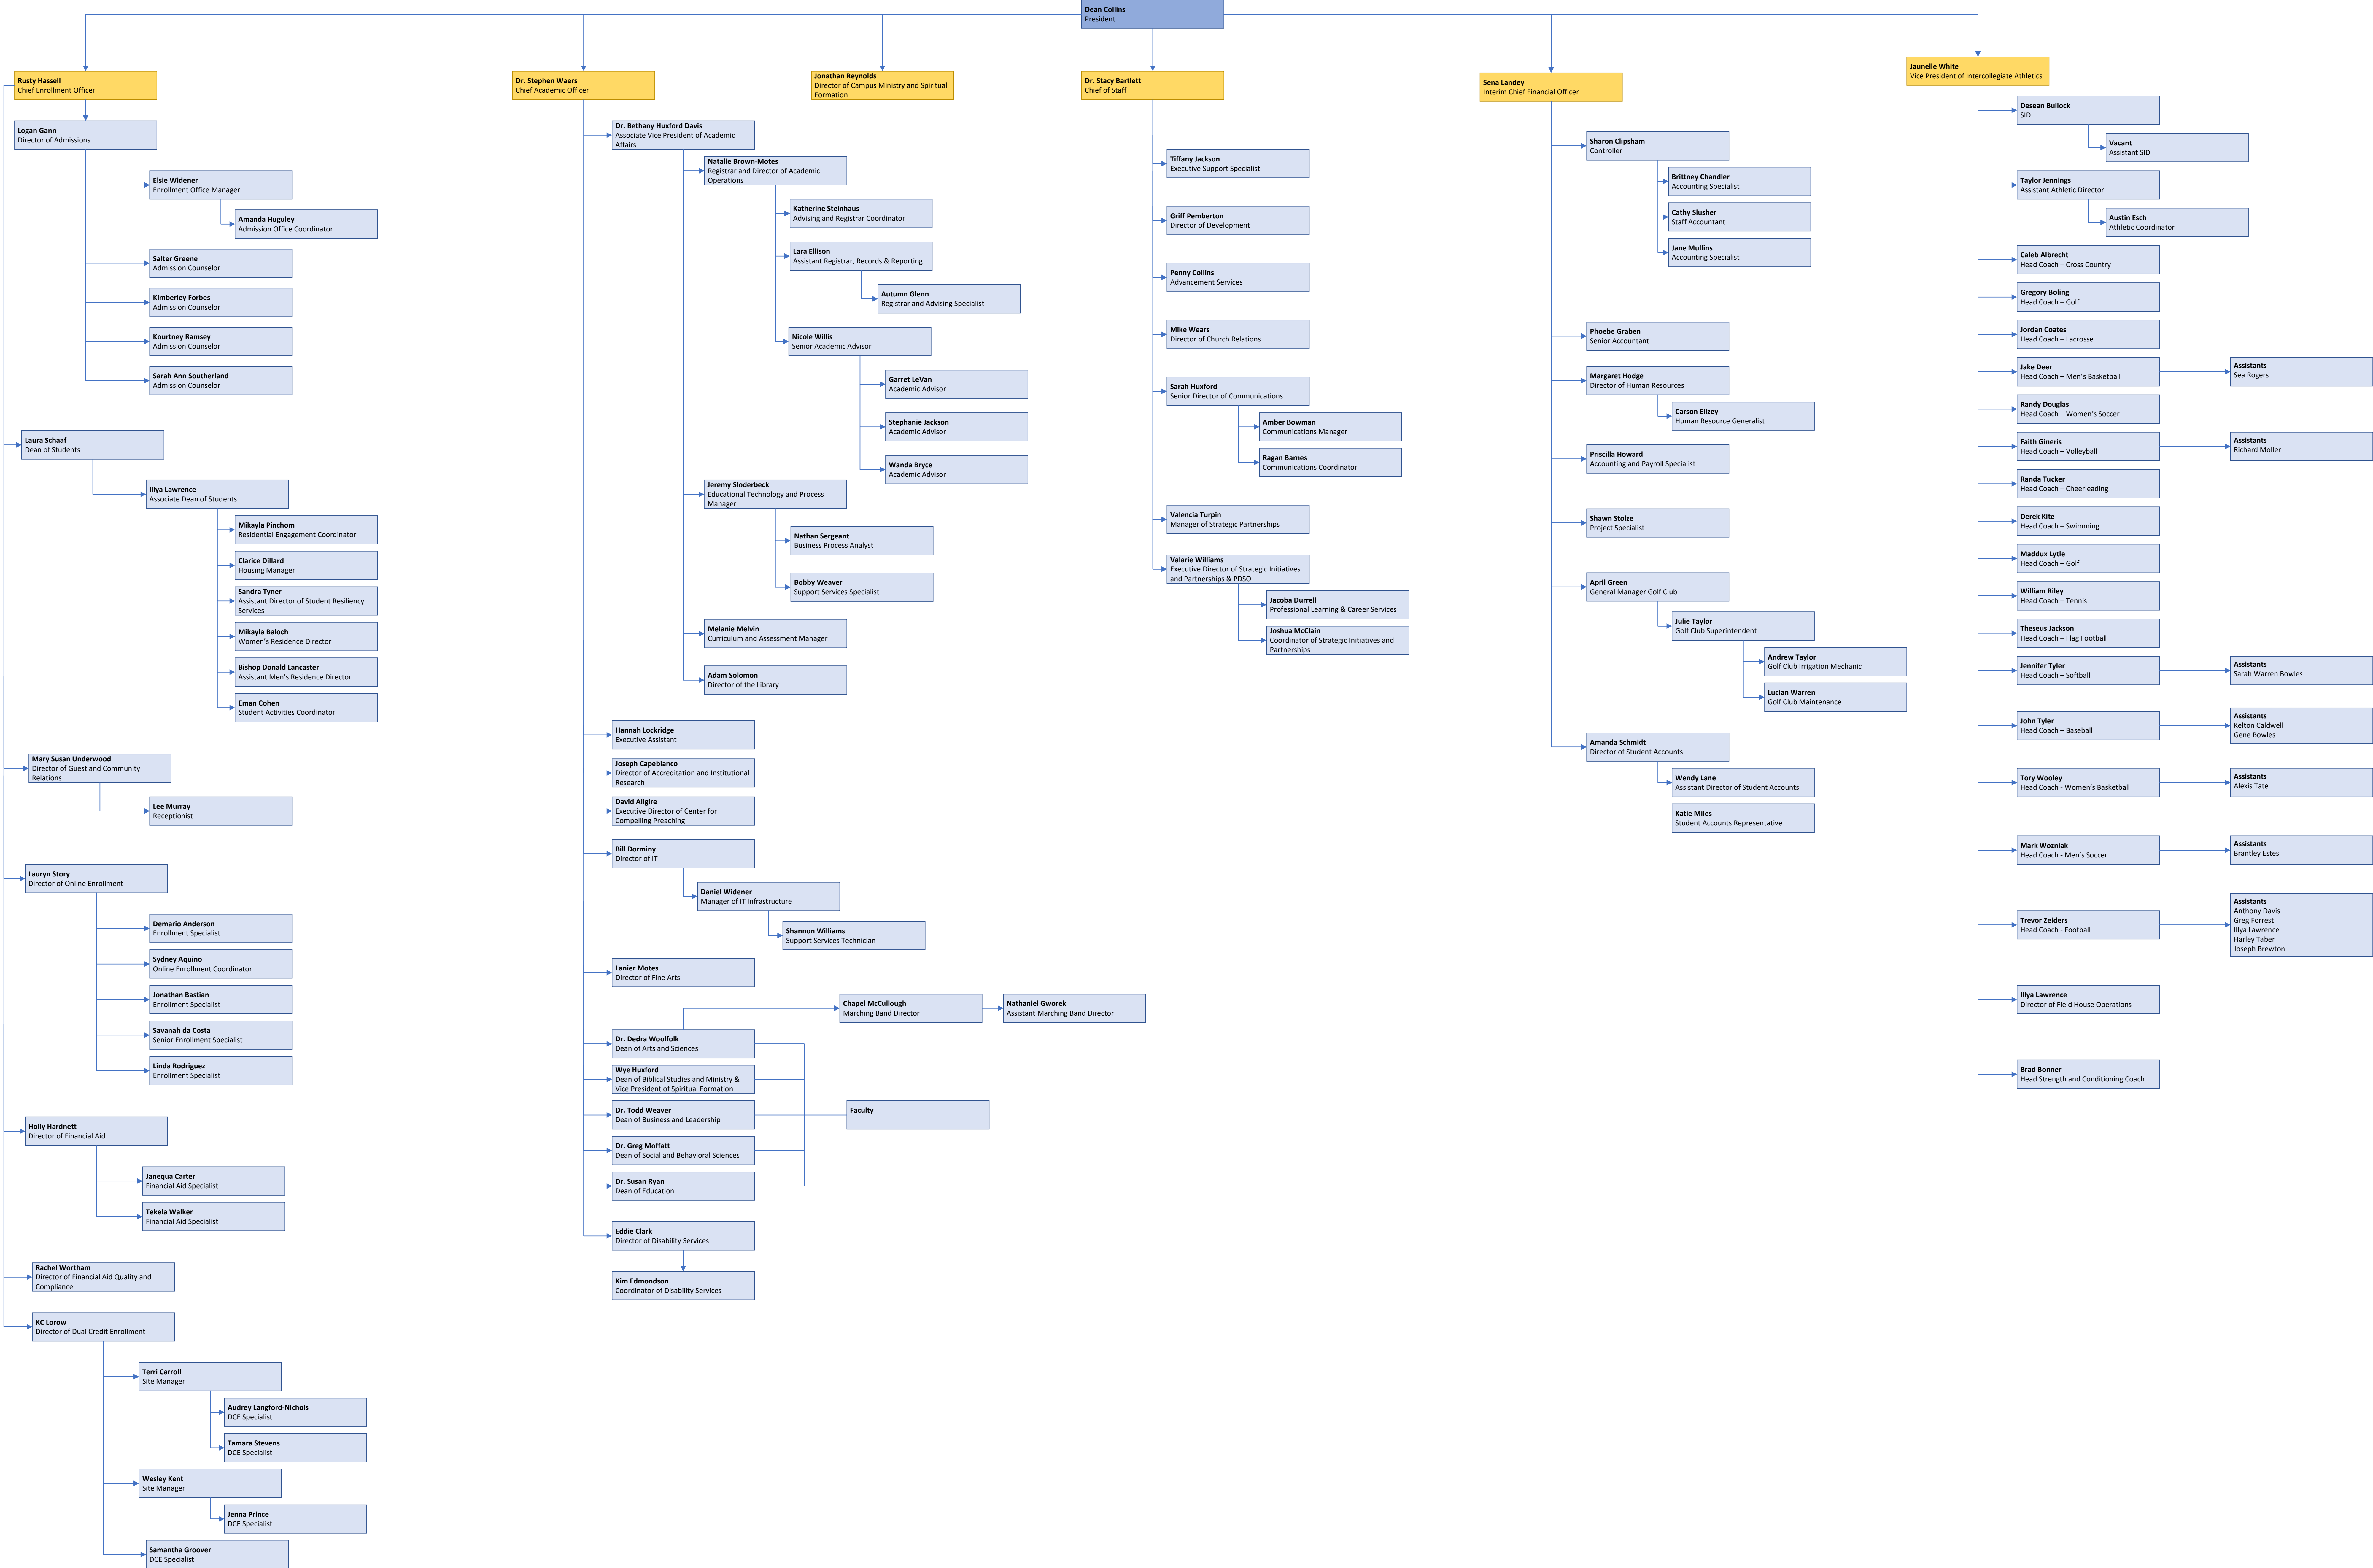 Dean Collins
President
Rusty Hassell
Chief Enrollment Officer
Logan Gann
Director of Admissions
Elsie Widener
Enrollment Office Manager
Amanda Huguley
Admission Office Coordinator
Salter Greene
Admission Counselor
Kimberley Forbes
Admission Counselor
Kourtney Ramsey
Admission Counselor
Sarah Ann Southerland
Admission Counselor
Laura Schaaf
Dean of Students
Illya Lawrence
Associate Dean of Students
Mikayla Pinchom
Residential Engagement Coordinator
Clarice Dillard
Housing Manager
Sandra Tyner
Assistant Director of Student Resiliency
Services
Mikayla Baloch
Women's Residence Director
Bishop Donald Lancaster
Assistant Men's Residence Director
Eman Cohen
Student Activities Coordinator
Mary Susan Underwood
Director of Guest and Community
Relations
Lee Murray
Receptionist
Lauryn Story
Director of Online Enrollment
Demario Anderson
Enrollment Specialist
Sydney Aquino
Online Enrollment Coordinator
Jonathan Bastian
Enrollment Specialist
Savanah da Costa
Senior Enrollment Specialist
Linda Rodriguez
Enrollment Specialist
Holly Hardnett
Director of Financial Aid
Janequa Carter
Financial Aid Specialist
Tekela Walker
Financial Aid Specialist
Rachel Wortham
Director of Financial Aid Quality and
Compliance
KC Lorow
Director of Dual Credit Enrollment
Terri Carroll
Site Manager
Audrey Langford-Nichols
DCE Specialist
Tamara Stevens
DCE Specialist
Wesley Kent
Site Manager
Jenna Prince
DCE Specialist
Samantha Groover
DCE Specialist
Dr. Stephen Waers
Chief Academic Officer
Dr. Bethany Huxford Davis
Associate Vice President of Academic
Affairs
Natalie Brown-Motes
Registrar and Director of Academic
Operations
Katherine Steinhaus
Advising and Registrar Coordinator
Lara Ellison
Assistant Registrar, Records & Reporting
Autumn Glenn
Registrar and Advising Specialist
Nicole Willis
Senior Academic Advisor
Garret LeVan
Academic Advisor
Stephanie Jackson
Academic Advisor
Wanda Bryce
Academic Advisor
Jeremy Sloderbeck
Educational Technology and Process
Manager
Nathan Sergeant
Business Process Analyst
Bobby Weaver
Support Services Specialist
Melanie Melvin
Curriculum and Assessment Manager
Adam Solomon
Director of the Library
Hannah Lockridge
Executive Assistant
Joseph Capebianco
Director of Accreditation and Institutional
Research
David Allgire
Executive Director of Center for
Compelling Preaching
Bill Dorminy
Director of IT
Daniel Widener
Manager of IT Infrastructure
Shannon Williams
Support Services Technician
Lanier Motes
Director of Fine Arts
Chapel McCullough
Marching Band Director
Nathaniel Gworek
Assistant Marching Band Director
Dr. Dedra Woolfolk
Dean of Arts and Sciences
Wye Huxford
Dean of Biblical Studies and Ministry &
Vice President of Spiritual Formation
Dr. Todd Weaver
Dean of Business and Leadership
Faculty
Dr. Greg Moffatt
Dean of Social and Behavioral Sciences
Dr. Susan Ryan
Dean of Education
Eddie Clark
Director of Disability Services
Kim Edmondson
Coordinator of Disability Services
Jonathan Reynolds
Director of Campus Ministry and Spiritual
Formation
Dr. Stacy Bartlett
Chief of Staff
Tiffany Jackson
Executive Support Specialist
Griff Pemberton
Director of Development
Penny Collins
Advancement Services
Mike Wears
Director of Church Relations
Sarah Huxford
Senior Director of Communications
Amber Bowman
Communications Manager
Ragan Barnes
Communications Coordinator
Valencia Turpin
Manager of Strategic Partnerships
Valarie Williams
Executive Director of Strategic Initiatives
and Partnerships & PDSO
Jacoba Durrell
Professional Learning & Career Services
Joshua McClain
Coordinator of Strategic Initiatives and
Partnerships
Sena Landey
Interim Chief Financial Officer
Sharon Clipsham
Controller
Brittney Chandler
Accounting Specialist
Cathy Slusher
Staff Accountant
Jane Mullins
Accounting Specialist
Phoebe Graben
Senior Accountant
Margaret Hodge
Director of Human Resources
Carson Ellzey
Human Resource Generalist
Priscilla Howard
Accounting and Payroll Specialist
Shawn Stolze
Project Specialist
April Green
General Manager Golf Club
Julie Taylor
Golf Club Superintendent
Andrew Taylor
Golf Club Irrigation Mechanic
Lucian Warren
Golf Club Maintenance
Amanda Schmidt
Director of Student Accounts
Wendy Lane
Assistant Director of Student Accounts
Katie Miles
Student Accounts Representative
Jaunelle White
Vice President of Intercollegiate Athletics
Desean Bullock
SID
Vacant
Assistant SID
Taylor Jennings
Assistant Athletic Director
Austin Esch
Athletic Coordinator
Caleb Albrecht
Head Coach – Cross Country
Gregory Boling
Head Coach – Golf
Jordan Coates
Head Coach – Lacrosse
Jake Deer
Head Coach – Men's Basketball
Assistants
Sea Rogers
Randy Douglas
Head Coach – Women's Soccer
Faith Gineris
Head Coach – Volleyball
Assistants
Richard Moller
Randa Tucker
Head Coach – Cheerleading
Derek Kite
Head Coach – Swimming
Maddux Lytle
Head Coach – Golf
William Riley
Head Coach – Tennis
Theseus Jackson
Head Coach – Flag Football
Jennifer Tyler
Head Coach – Softball
Assistants
Sarah Warren Bowles
John Tyler
Head Coach – Baseball
Assistants
Kelton Caldwell
Gene Bowles
Tory Wooley
Head Coach - Women's Basketball
Assistants
Alexis Tate
Mark Wozniak
Head Coach - Men's Soccer
Assistants
Brantley Estes
Trevor Zeiders
Head Coach - Football
Assistants
Anthony Davis
Greg Forrest
Illya Lawrence
Harley Taber
Joseph Brewton
Illya Lawrence
Director of Field House Operations
Brad Bonner
Head Strength and Conditioning Coach